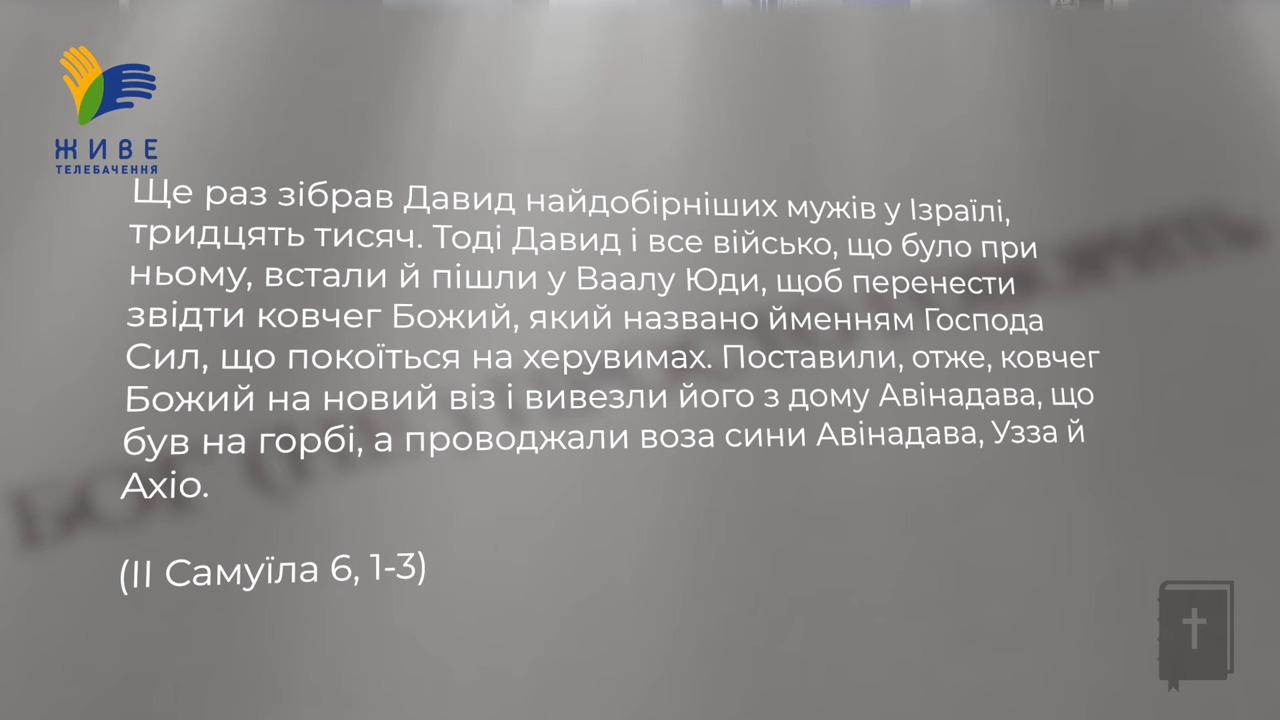 ЖИВЕ
ТЕЛЕБАЧЕННЯ
Ще раз зібрав Давид найдобірніших мужів у Ізраїлі,
тридцять тисяч. Тоді Давид і все військо, що було при
ньому, встали й пішли у Ваалу Юди, щоб перенести
звідти ковчег Божий, який названо йменням Господа
Сил, що покоїться на херувимах. Поставили, отже, ковчег
Божий на новий віз і вивезли його з дому Авінадава, що
був на горбі, а проводжали воза сини Авінадава, Узза й
Ахіо.
(II Самуїла 6, 1-3)